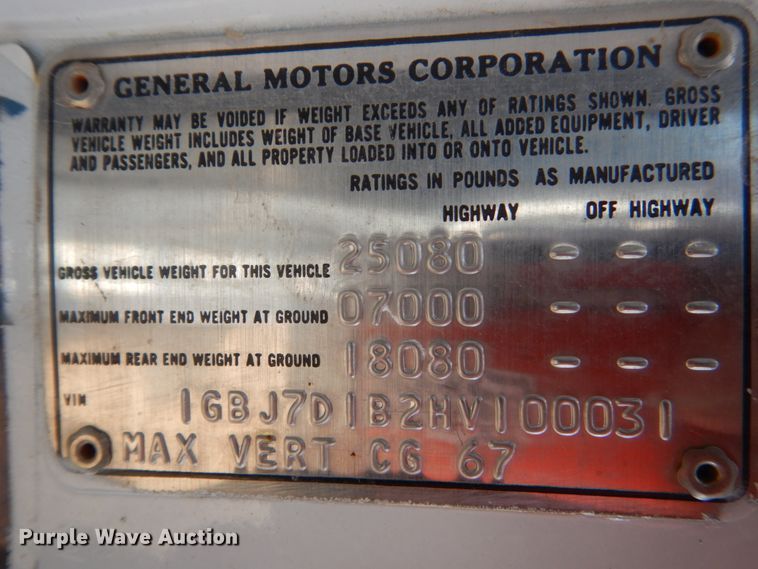 GENERAL MOTORS CORPORATION
WARRANTY MAY BE VOIDED IF WEIGHT EXCEEDS ANY OF RATINGS SHOWN. GROSS
VEHICLE WEIGHT INCLUDES WEIGHT OF BASE VEHICLE, ALL ADDED EQUIPMENT, DRIVER
AND PASSENGERS, AND ALL PROPERTY LOADED INTO OR ONTO VEHICLE.
RATINGS IN POUNDS AS MANUFACTURED
HIGHWAY OFF HIGHWAY
GROSS VEHICLE WEIGHT FOR THIS VEHICLE 25080 - - -
MAXIMUM FRONT END WEIGHT AT GROUND 07000 - - -
MAXIMUM REAR END WEIGHT AT GROUND 18080 - - -
VIN 1GBJ7D1B2HV100031
MAX VERT CG 67
Purple Wave Auction